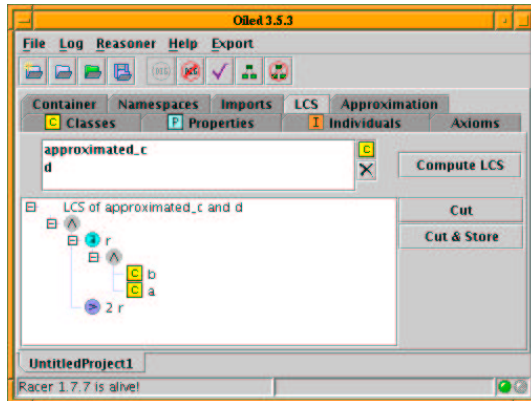 Oiled 3.5.3
File Log Reasoner Help Export
Container Namespaces Imports LCS Approximation
C Classes P Properties I Individuals Axioms
approximated_c
d
C
Compute LCS
LCS of approximated_c and d
Cut
Cut & Store
r
C b
C a
> 2 r
UntitledProject1
Racer 1.7.7 is alive!